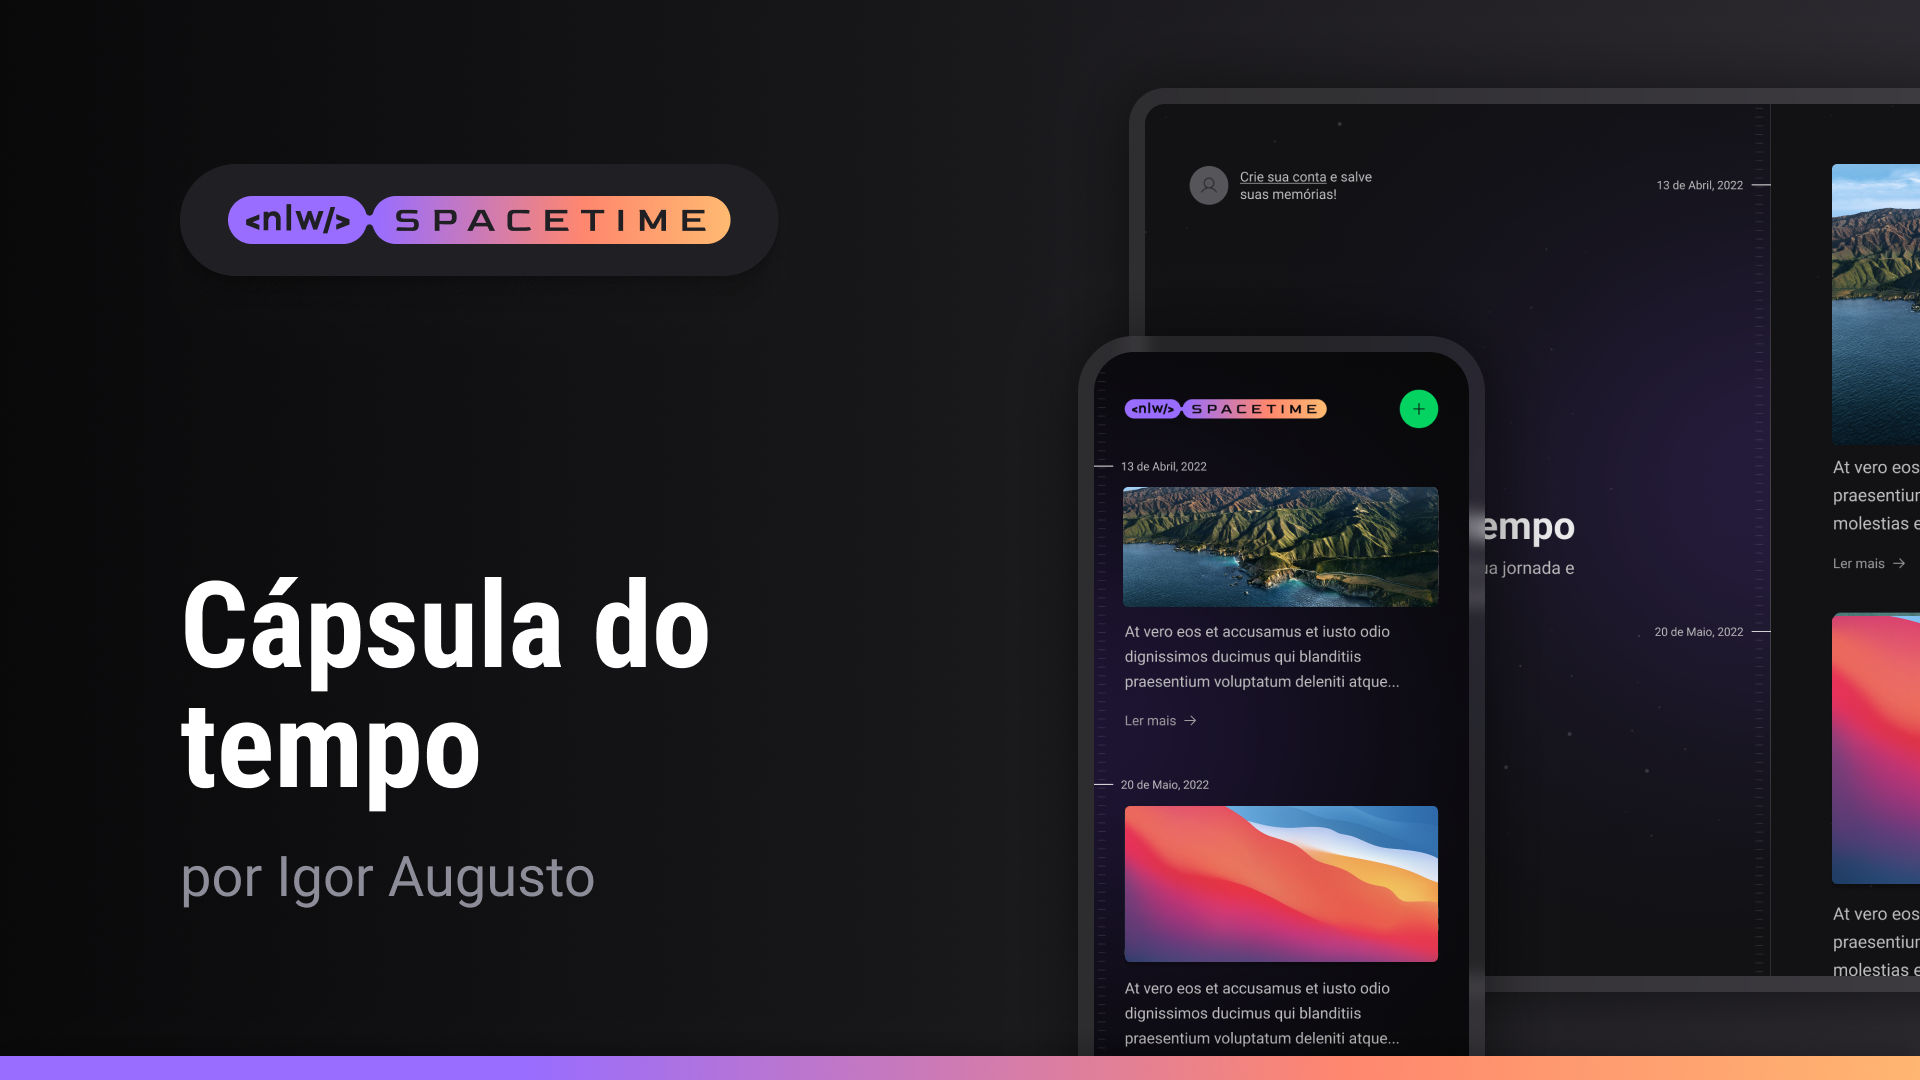 <nlw/> SPACETIME
Cápsula do
tempo
por Igor Augusto
Crie sua conta e salve
suas memórias!
13 de Abril, 2022
empo
jornada e
20 de Maio, 2022
At vero eos
molestias
Ler mais →
At vero eos
molestias
<nlw/> SPACETIME
+
13 de Abril, 2022
At vero eos et accusamus et iusto odio
dignissimos ducimus qui blanditiis
praesentium voluptatum deleniti atque...
Ler mais →
20 de Maio, 2022
At vero eos et accusamus et iusto odio
dignissimos ducimus qui blanditiis
praesentium voluptatum deleniti atque...